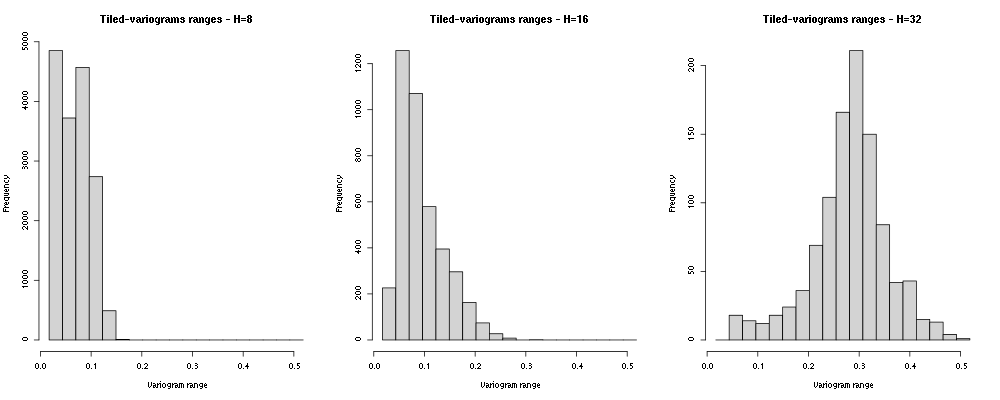 Tiled-variograms ranges - H=8
Frequency
0
1000
2000
3000
4000
5000
0.0 0.1 0.2 0.3 0.4 0.5
Variogram range
Tiled-variograms ranges - H=16
Frequency
0
200
400
600
800
1000
1200
0.0 0.1 0.2 0.3 0.4 0.5
Variogram range
Tiled-variograms ranges - H=32
Frequency
0
50
100
150
200
0.0 0.1 0.2 0.3 0.4 0.5
Variogram range